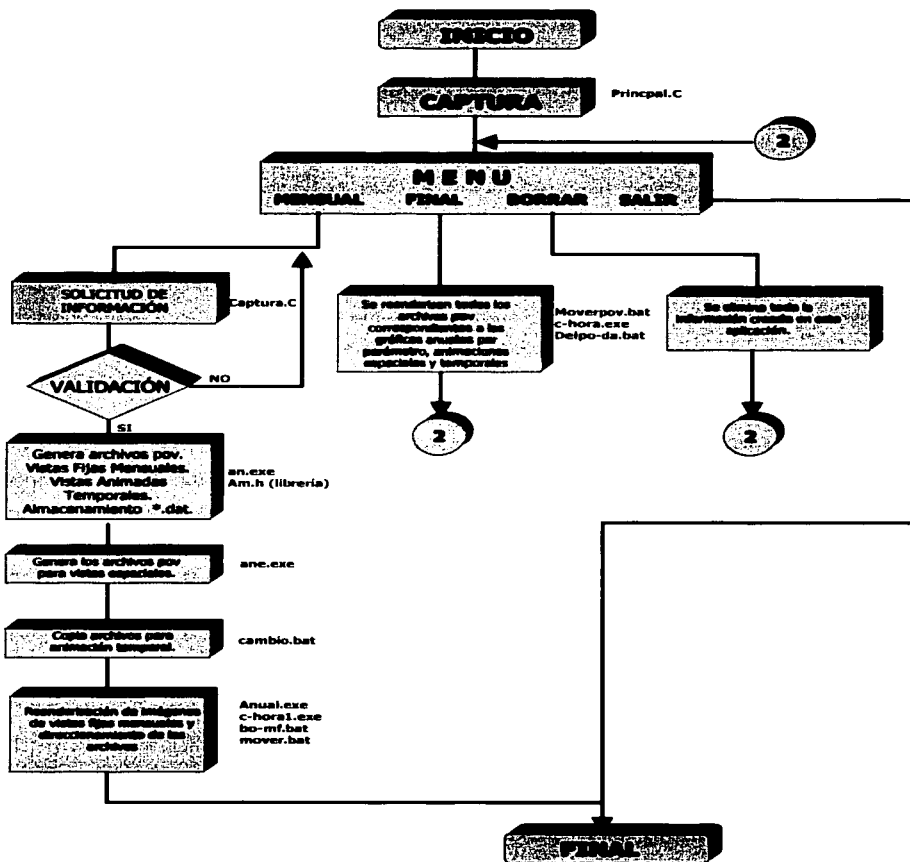 INICIO
CAPTURA
Princpal.C
2
MENU
MENSUAL FINAL BORRAR SALIR
SOLICITUD DE
INFORMACIÓN
Captura.C
VALIDACIÓN
NO
SI
Se reenderisen todos los
archivos pov
correspondientes a las
gráficas anuales por
parámetro, animaciones
especiales y temporales
Moverpov.bat
c-hora.exe
Delpo-da.bat
Se elimina toda la
información creada en esta
aplicación.
2
2
Genera archivos pov.
Vistas Fijas Mensuales.
Vistas Animadas
Temporales.
Almacenamiento *.dat.
an.exe
Am.h (librería)
Genera los archivos pov
para vistas especiales.
ane.exe
Copia archivos para
animación temporal.
cambio.bat
Reenderización de imágenes
de vistas fijas mensuales y
direccionamiento de los
archivos
Anual.exe
c-hora1.exe
bo-mf.bat
mover.bat
FINAL